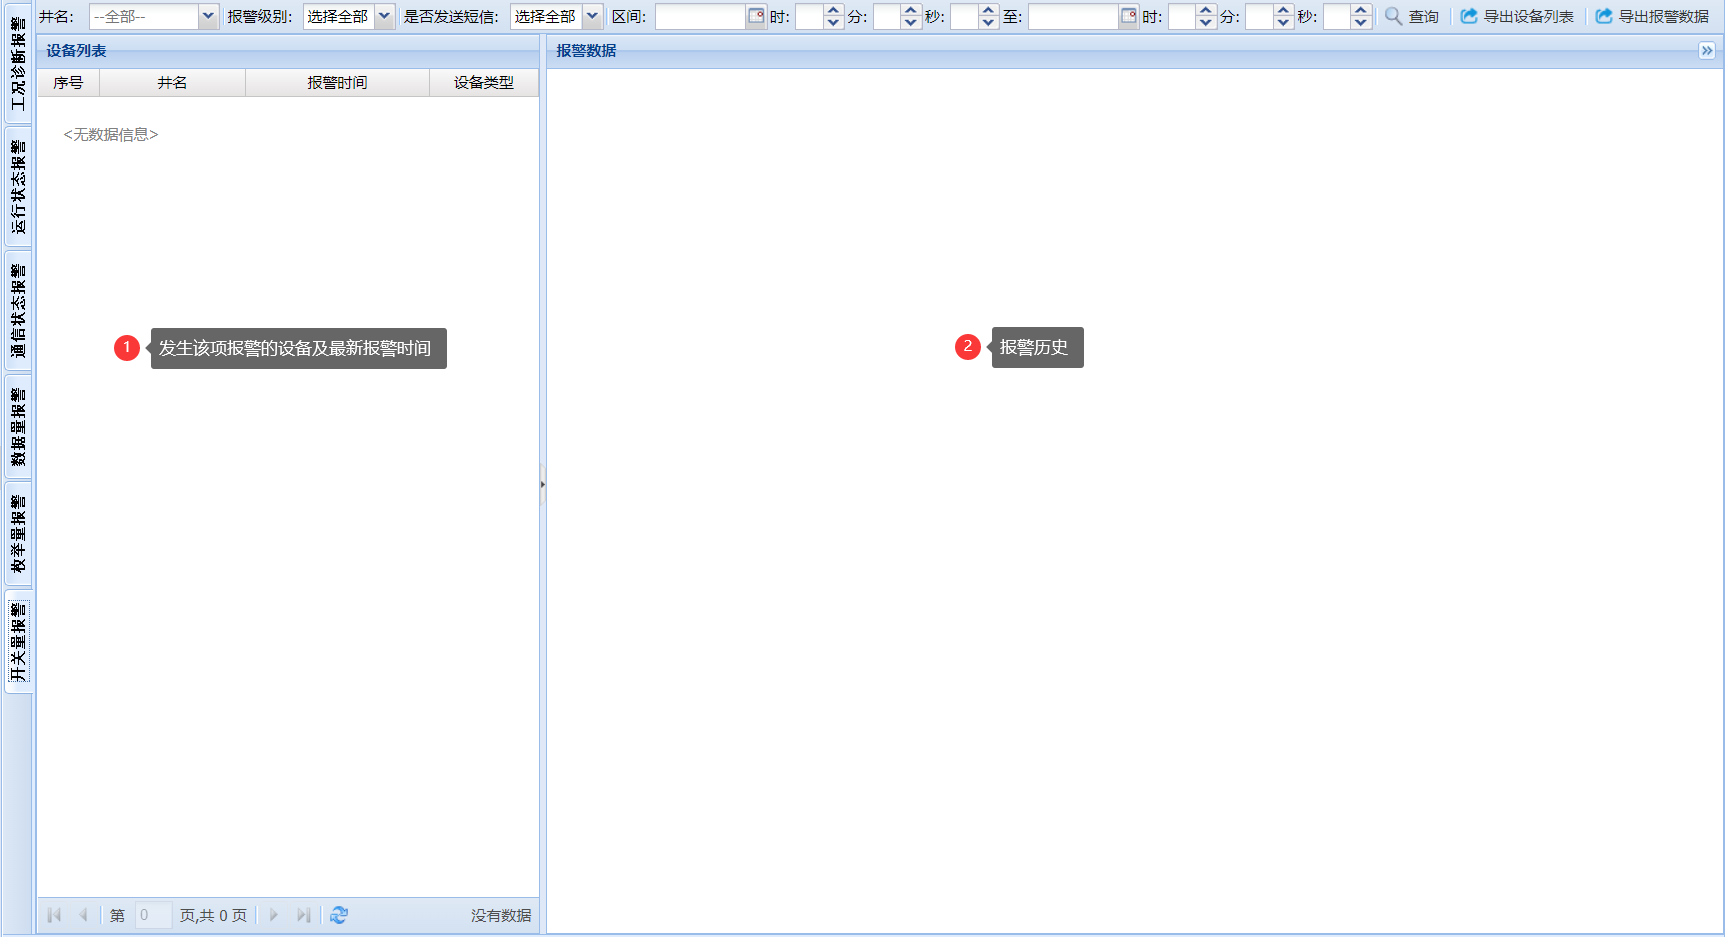 井名: --全部-- 报警级别: 选择全部 是否发送短信: 选择全部 区间: 时: 分: 秒: 至: 时: 分: 秒: 查询 导出设备列表 导出报警数据
工况诊断报警
运行状态报警
通信状态报警
数据量报警
枚举量报警
开关量报警
设备列表
序号 井名 报警时间 设备类型
<无数据信息>
1 发生该项报警的设备及最新报警时间
第 0 页,共 0 页 没有数据
报警数据
2 报警历史